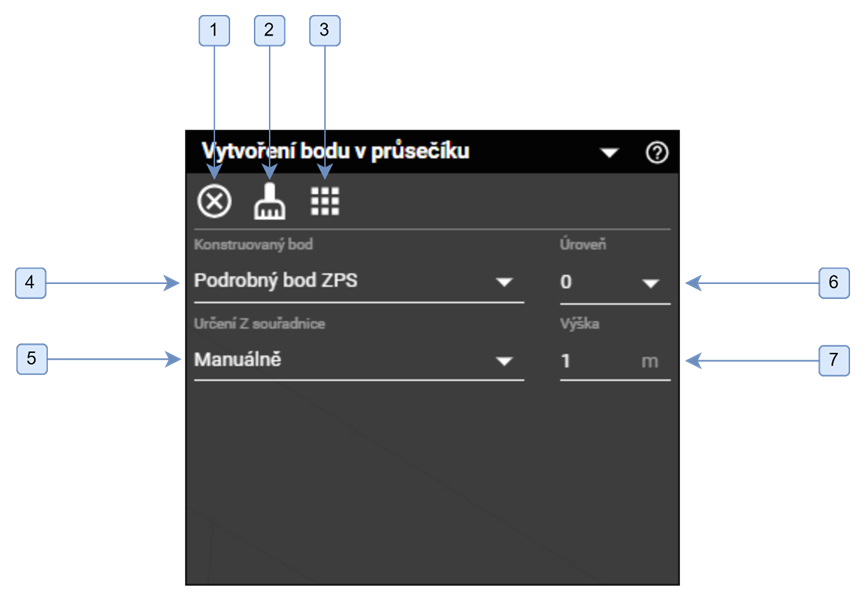 1 2 3
Vytvoření bodu v průsečíku
Konstruovaný bod Úroveň
4 Podrobný bod ZPS 0 6
Určení Z souřadnice Výška
5 Manuálně 1 m 7